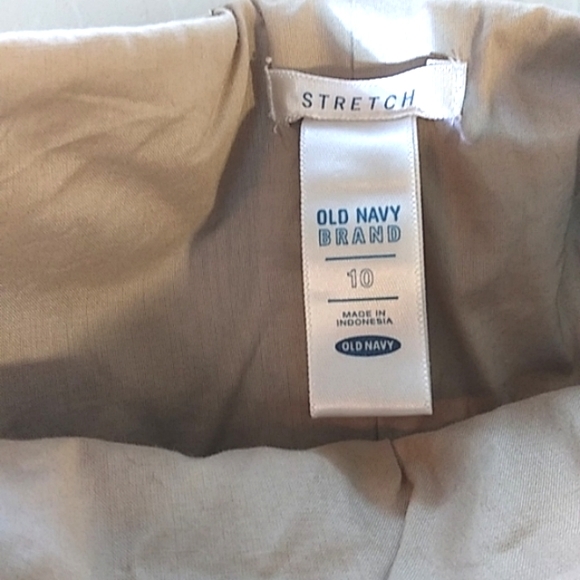 STRETCH
OLD NAVY
BRAND
10
MADE IN
INDONESIA
OLD NAVY